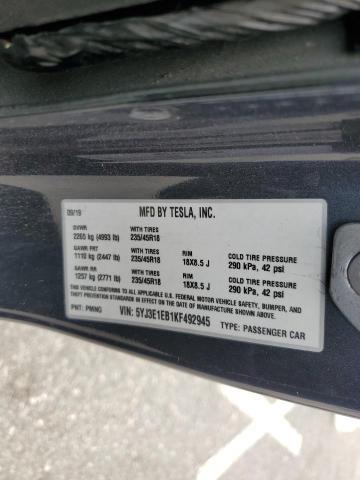 09/19 MFD BY TESLA, INC.
GVWR WITH TIRES
2265 kg (4993 lb) 235/45R18
GAWR FRT WITH TIRES RIM COLD TIRE PRESSURE
1110 kg (2447 lb) 235/45R18 18X8.5 J 290 kPa, 42 psi
GAWR RR WITH TIRES RIM COLD TIRE PRESSURE
1257 kg (2771 lb) 235/45R18 18X8.5 J 290 kPa, 42 psi
THIS VEHICLE CONFORMS TO ALL APPLICABLE U.S. FEDERAL MOTOR VEHICLE SAFETY, BUMPER, AND
THEFT PREVENTION STANDARDS IN EFFECT ON THE DATE OF MANUFACTURE SHOWN ABOVE.
PNT: PMNG VIN: 5YJ3E1EB1KF492945 TYPE: PASSENGER CAR